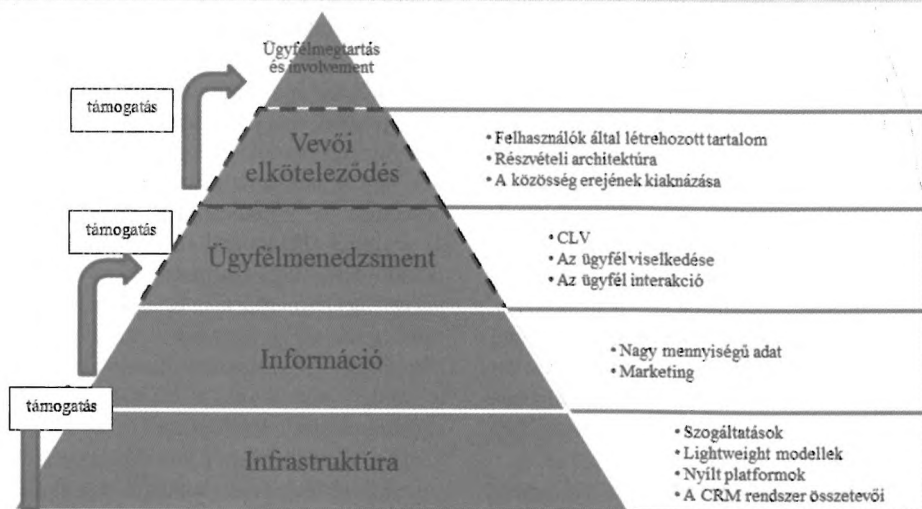 Ügyfélmegtartás
és involvement
támogatás
Vevői
elköteleződés
• Felhasználók által létrehozott tartalom
• Részvételi architektúra
• A közösség erejének kiaknázása
támogatás
Ügyfélmenedzsment
• CLV
• Az ügyfél viselkedése
• Az ügyfél interakció
Információ
• Nagy mennyiségű adat
• Marketing
támogatás
Infrastruktúra
• Szogáltatások
• Lightweight modellek
• Nyílt platformok
• A CRM rendszer összetevői